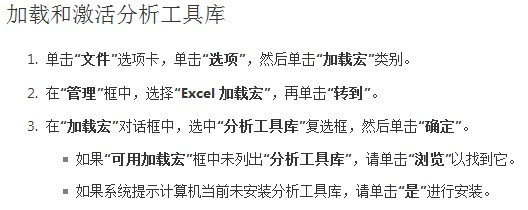 加载和激活分析工具库
1. 单击“文件”选项卡，单击“选项”，然后单击“加载宏”类别。
2. 在“管理”框中，选择“Excel 加载宏”，再单击“转到”。
3. 在“加载宏”对话框中，选中“分析工具库”复选框，然后单击“确定”。
▪ 如果“可用加载宏”框中未列出“分析工具库”，请单击“浏览”以找到它。
▪ 如果系统提示计算机当前未安装分析工具库，请单击“是”进行安装。